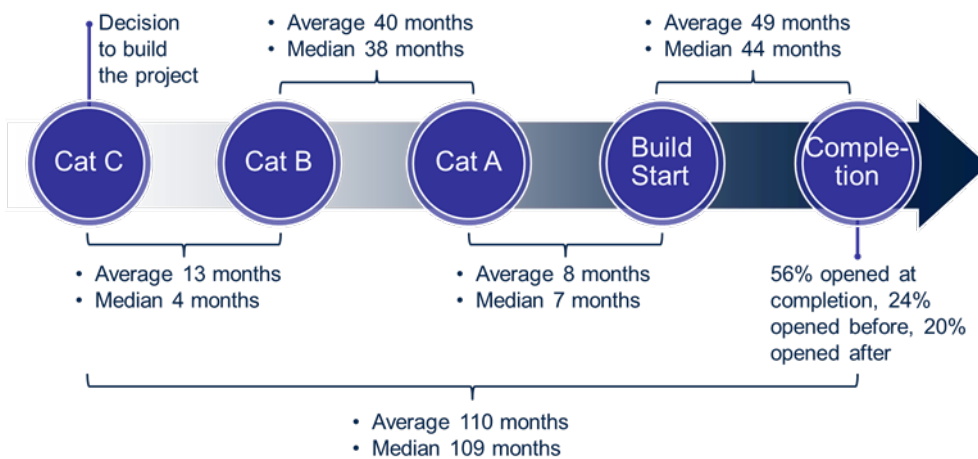 Decision
to build
the project
• Average 40 months
• Median 38 months
• Average 49 months
• Median 44 months
Cat C
Cat B
Cat A
Build
Start
Comple-
tion
• Average 13 months
• Median 4 months
• Average 8 months
• Median 7 months
56% opened at
completion, 24%
opened before, 20%
opened after
• Average 110 months
• Median 109 months